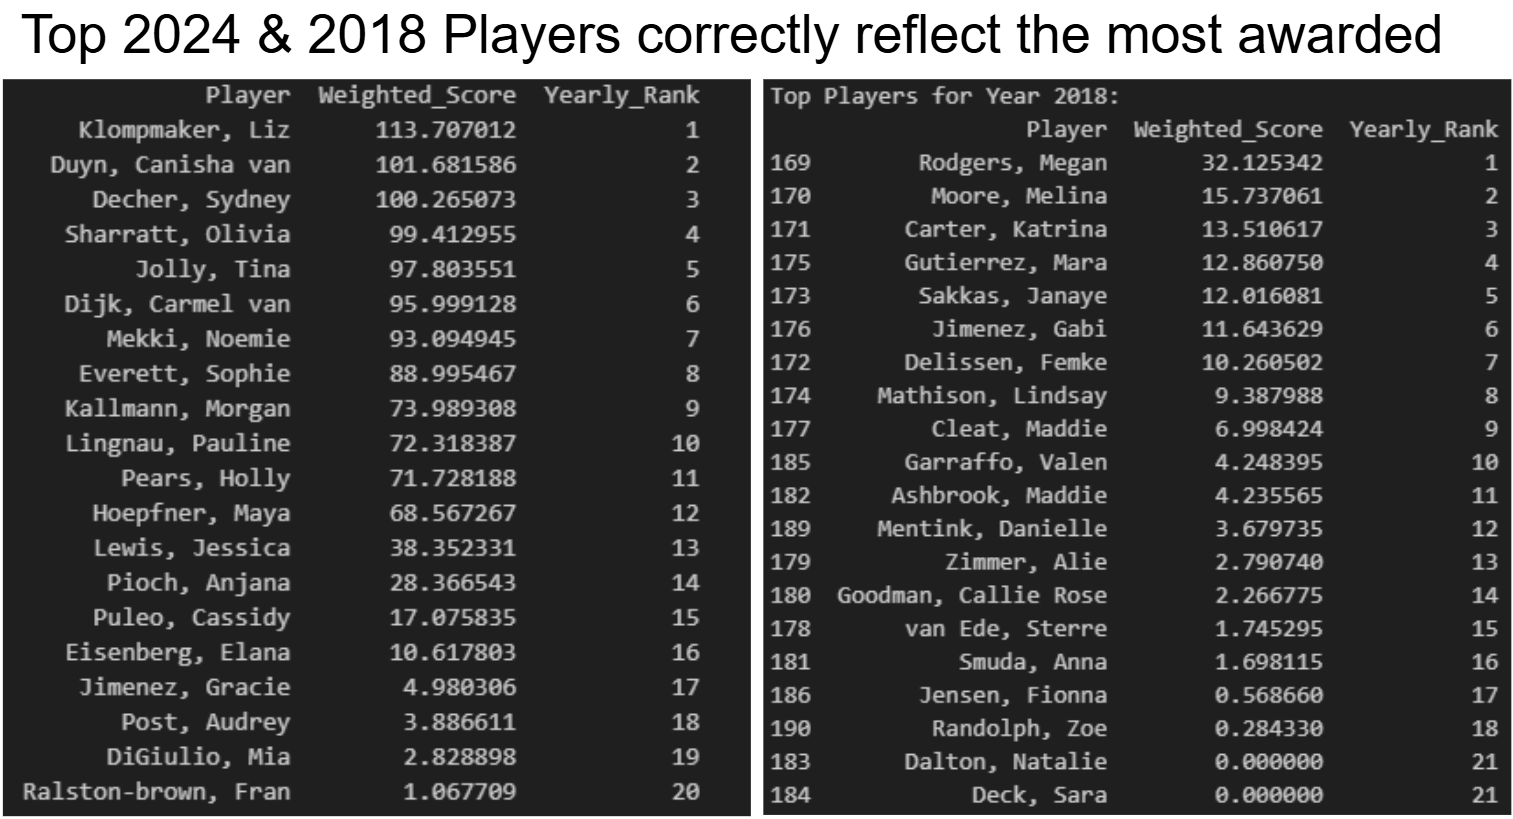 Top 2024 & 2018 Players correctly reflect the most awarded
Player Weighted_Score Yearly_Rank
Klompmaker, Liz 113.707012 1
Duyn, Canisha van 101.681586 2
Decher, Sydney 100.265073 3
Sharratt, Olivia 99.412955 4
Jolly, Tina 97.803551 5
Dijk, Carmel van 95.999128 6
Mekki, Noemie 93.094945 7
Everett, Sophie 88.995467 8
Kallmann, Morgan 73.989308 9
Lingnau, Pauline 72.318387 10
Pears, Holly 71.728188 11
Hoepfner, Maya 68.567267 12
Lewis, Jessica 38.352331 13
Pioch, Anjana 28.366543 14
Puleo, Cassidy 17.075835 15
Eisenberg, Elana 10.617803 16
Jimenez, Gracie 4.980306 17
Post, Audrey 3.886611 18
DiGiulio, Mia 2.828898 19
Ralston-brown, Fran 1.067709 20
Top Players for Year 2018:
Player Weighted_Score Yearly_Rank
169 Rodgers, Megan 32.125342 1
170 Moore, Melina 15.737061 2
171 Carter, Katrina 13.510617 3
175 Gutierrez, Mara 12.860750 4
173 Sakkas, Janaye 12.016081 5
176 Jimenez, Gabi 11.643629 6
172 Delissen, Femke 10.260502 7
174 Mathison, Lindsay 9.387988 8
177 Cleat, Maddie 6.998424 9
185 Garraffo, Valen 4.248395 10
182 Ashbrook, Maddie 4.235565 11
189 Mentink, Danielle 3.679735 12
179 Zimmer, Alie 2.790740 13
180 Goodman, Callie Rose 2.266775 14
178 van Ede, Sterre 1.745295 15
181 Smuda, Anna 1.698115 16
186 Jensen, Fionna 0.568660 17
190 Randolph, Zoe 0.284330 18
183 Dalton, Natalie 0.000000 21
184 Deck, Sara 0.000000 21